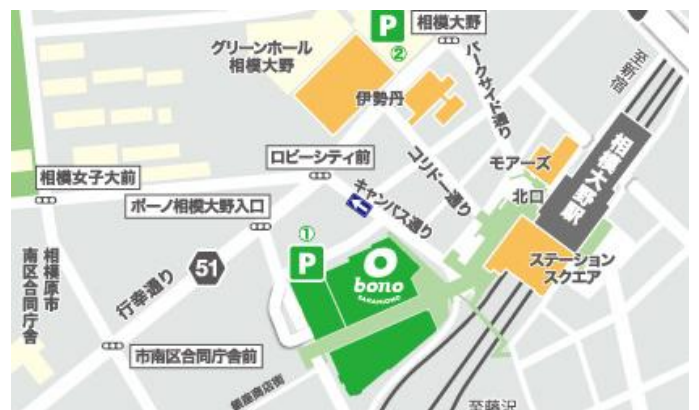 P
②
相模大野
グリーンホール
相模大野
伊勢丹
パークサイド通り
至新宿
ロビーシティ前
コリドー通り
モアーズ
相模大野駅
相模女子大前
キャンパス通り
北口
ボーノ相模大野入口
①
P
ステーション
スクエア
相模原市
南区合同庁舎
51
行幸通り
bono
SAGAMIONO
市南区合同庁舎前
銀座商店街
至藤沢